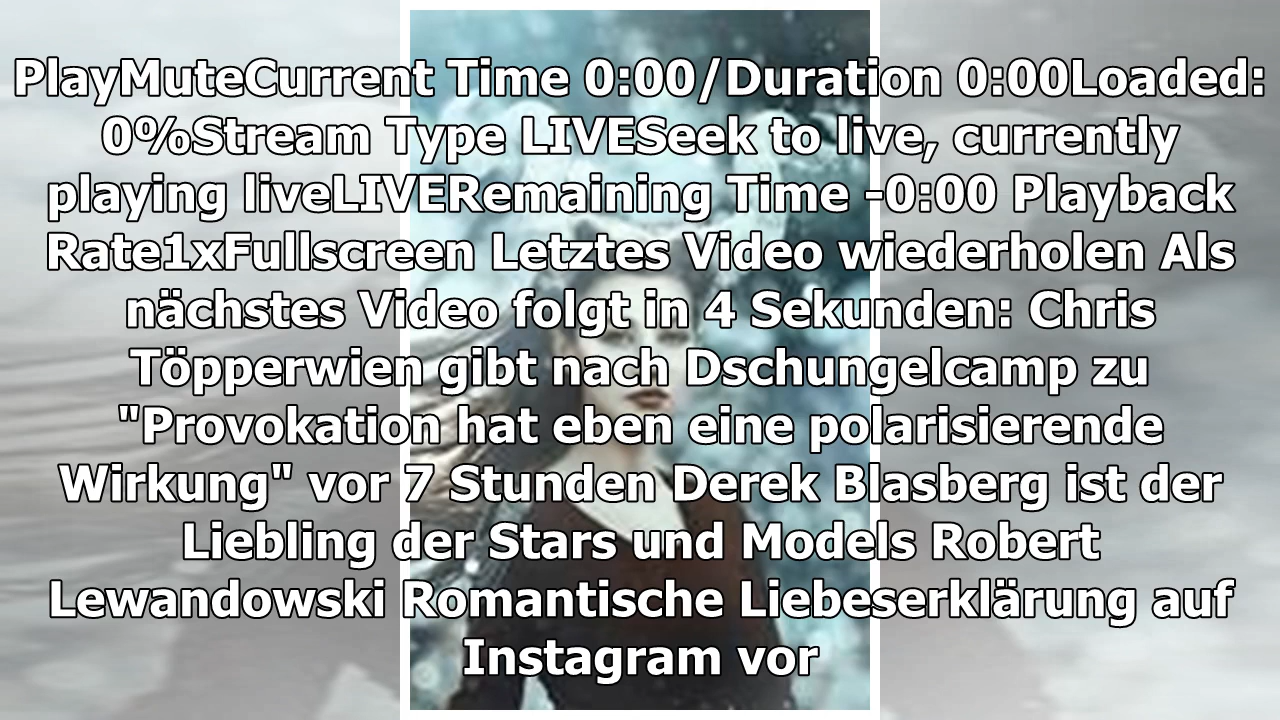 PlayMuteCurrent Time 0:00/Duration 0:00Loaded:
0%Stream Type LIVESeek to live, currently
playing liveLIVERemaining Time -0:00 Playback
Rate1xFullscreen Letztes Video wiederholen Als
nächstes Video folgt in 4 Sekunden: Chris
Töpperwien gibt nach Dschungelcamp zu
"Provokation hat eben eine polarisierende
Wirkung" vor 7 Stunden Derek Blasberg ist der
Liebling der Stars und Models Robert
Lewandowski Romantische Liebeserklärung auf
Instagram vor